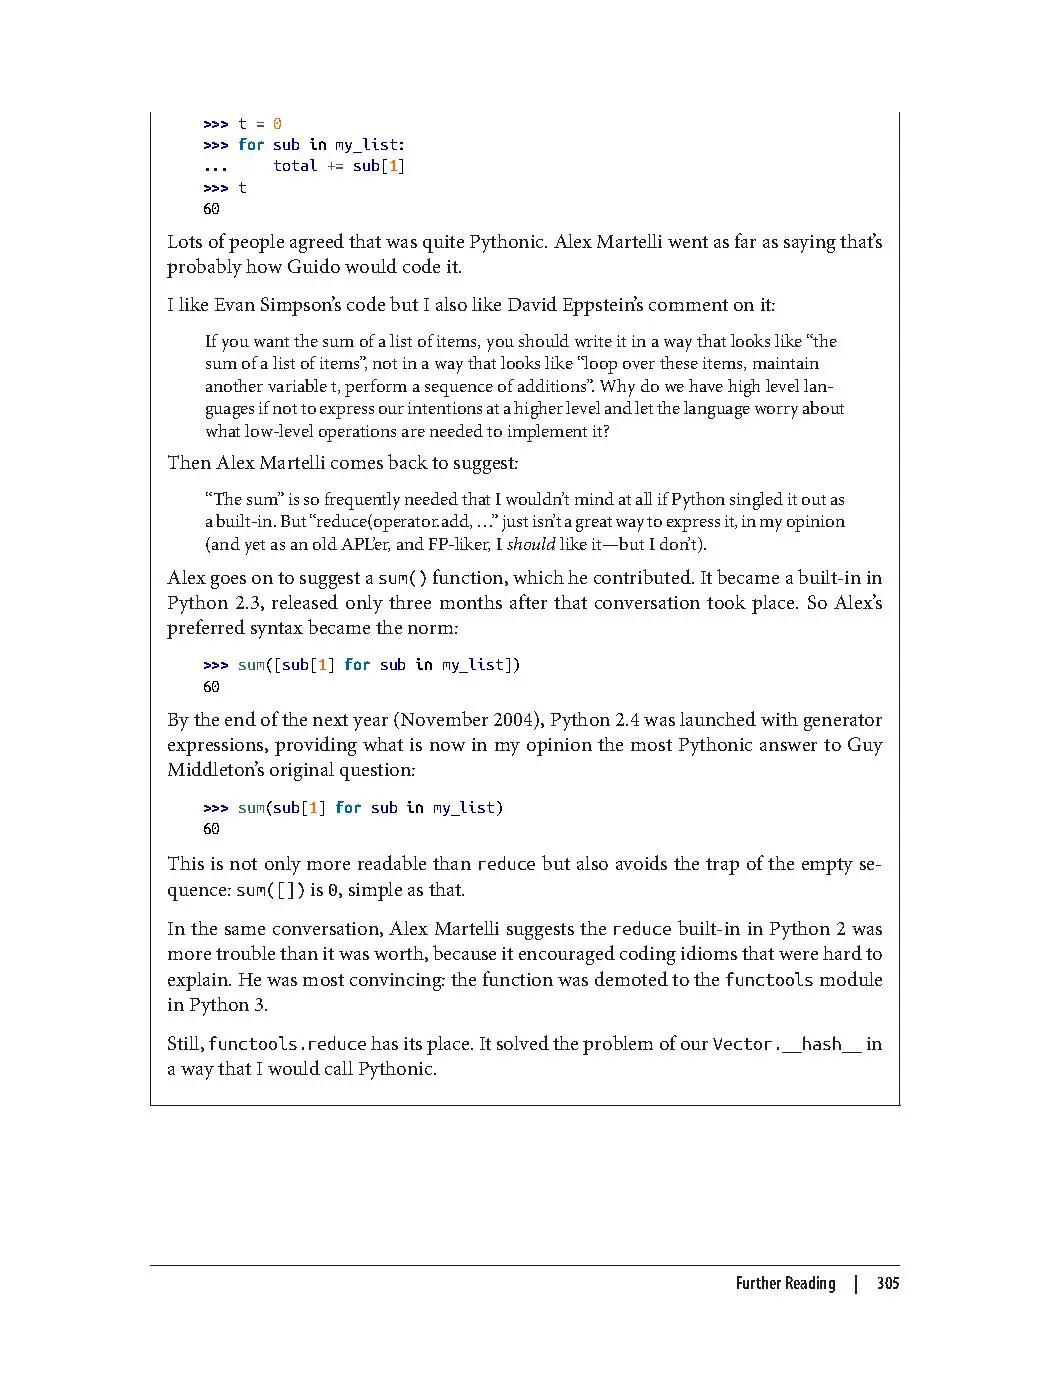 >>> t = 0
>>> for sub in my_list:
...     total += sub[1]
>>> t
60
Lots of people agreed that was quite Pythonic. Alex Martelli went as far as saying that’s
probably how Guido would code it.
I like Evan Simpson’s code but I also like David Eppstein’s comment on it:
If you want the sum of a list of items, you should write it in a way that looks like “the
sum of a list of items”, not in a way that looks like “loop over these items, maintain
another variable t, perform a sequence of additions”. Why do we have high level lan-
guages if not to express our intentions at a higher level and let the language worry about
what low-level operations are needed to implement it?
Then Alex Martelli comes back to suggest:
“The sum” is so frequently needed that I wouldn’t mind at all if Python singled it out as
a built-in. But “reduce(operator.add, …” just isn’t a great way to express it, in my opinion
(and yet as an old APL’er, and FP-liker, I should like it—but I don’t).
Alex goes on to suggest a sum() function, which he contributed. It became a built-in in
Python 2.3, released only three months after that conversation took place. So Alex’s
preferred syntax became the norm:
>>> sum([sub[1] for sub in my_list])
60
By the end of the next year (November 2004), Python 2.4 was launched with generator
expressions, providing what is now in my opinion the most Pythonic answer to Guy
Middleton’s original question:
>>> sum(sub[1] for sub in my_list)
60
This is not only more readable than reduce but also avoids the trap of the empty se-
quence: sum([]) is 0, simple as that.
In the same conversation, Alex Martelli suggests the reduce built-in in Python 2 was
more trouble than it was worth, because it encouraged coding idioms that were hard to
explain. He was most convincing: the function was demoted to the functools module
in Python 3.
Still, functools.reduce has its place. It solved the problem of our Vector.__hash__ in
a way that I would call Pythonic.
Further Reading | 305